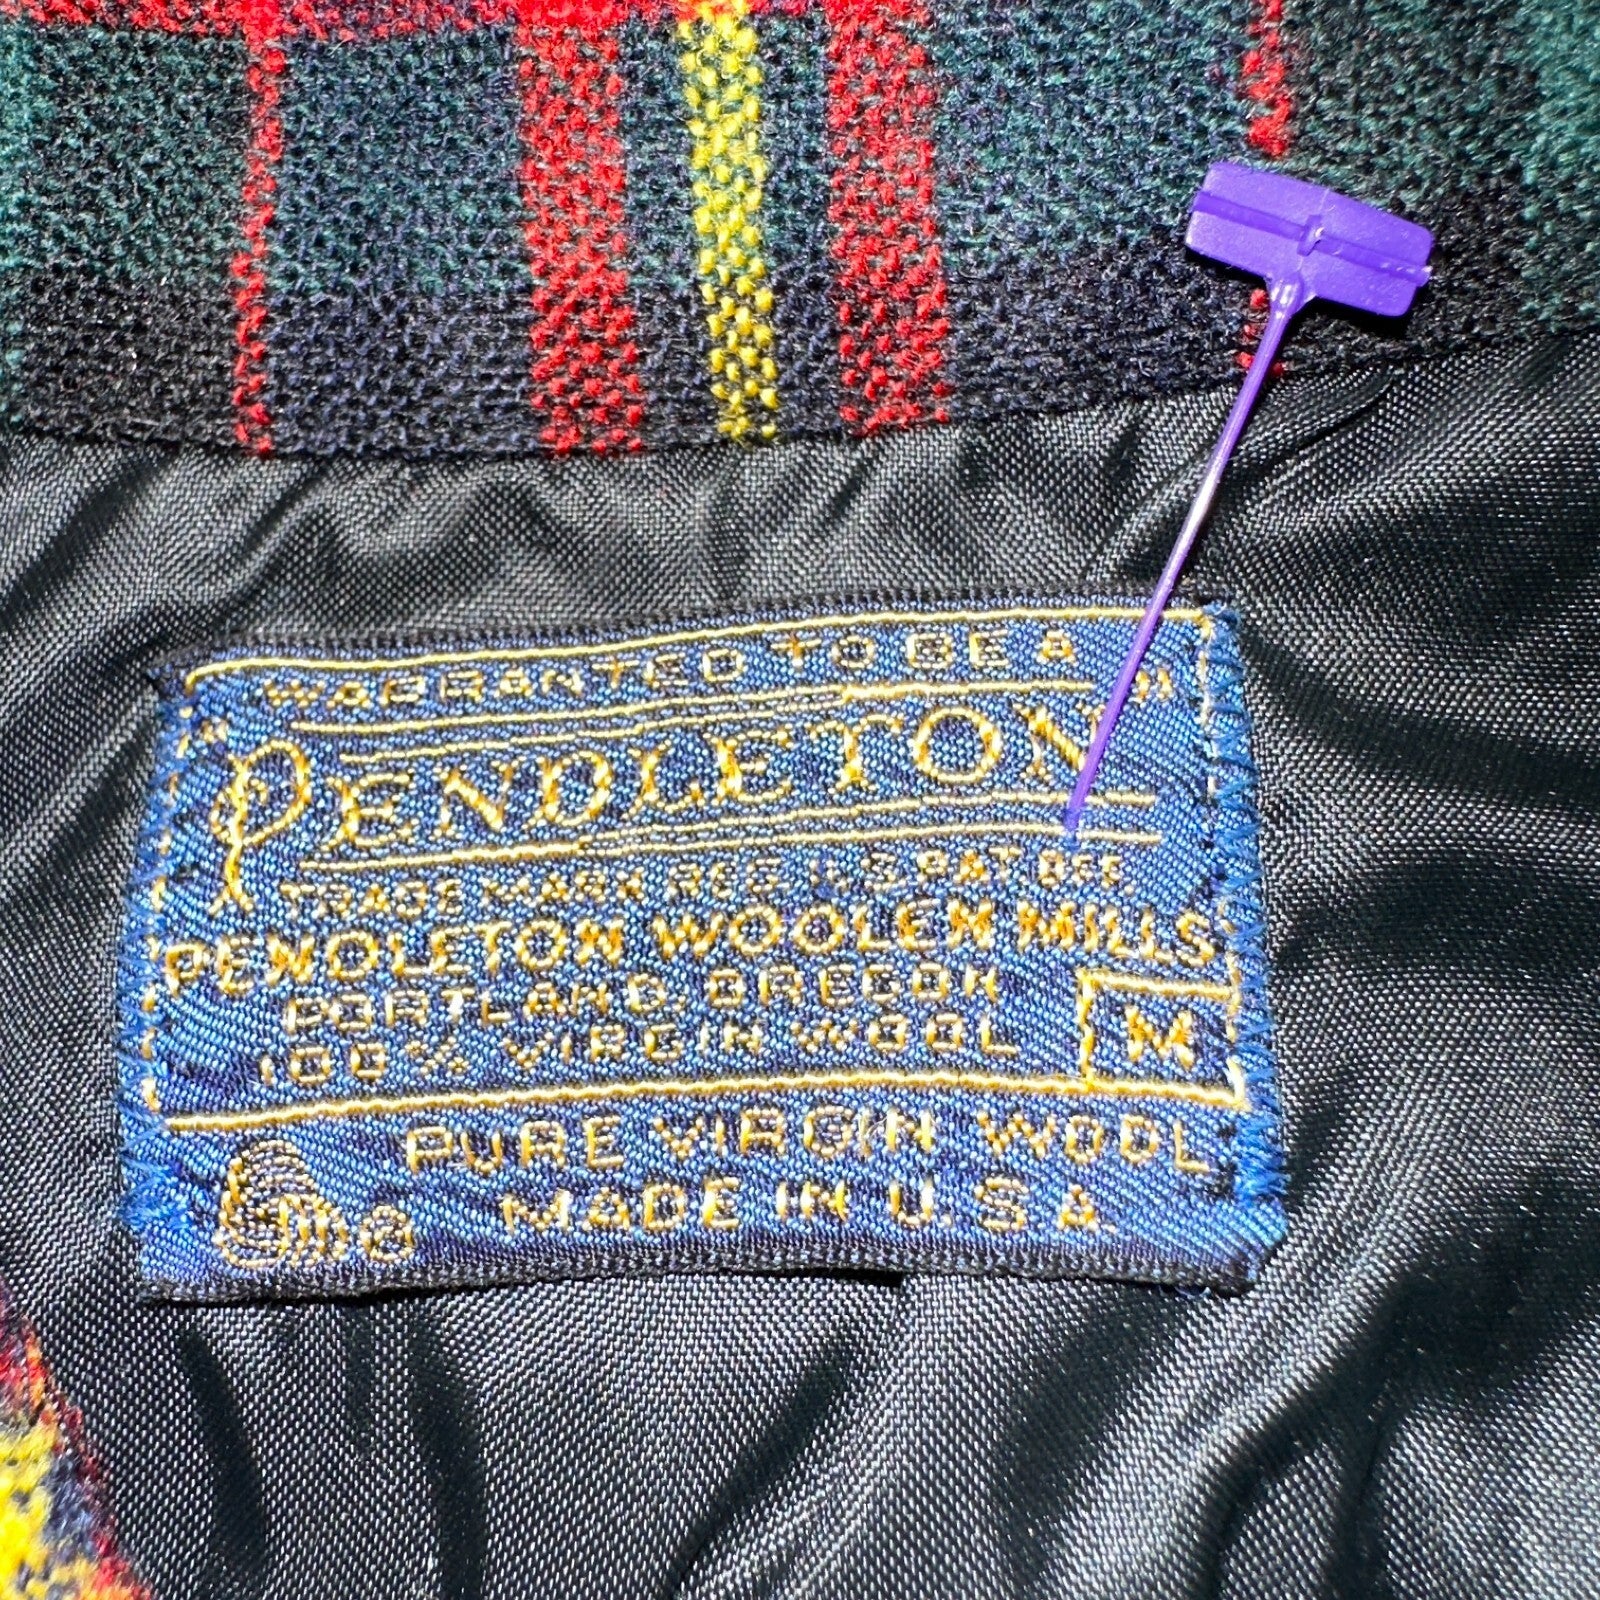 WARRANTED TO BE A
"PENDLETON"
TRADE MARK REG. U.S. PAT. OFF.
PENDLETON WOOLEN MILLS
PORTLAND, OREGON
100% VIRGIN WOOL
M
PURE VIRGIN WOOL
MADE IN U.S.A.